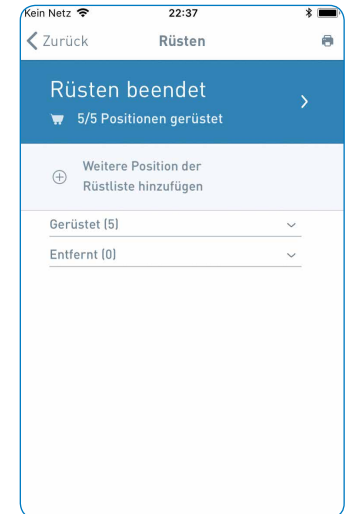 Kein Netz 22:37
Zurück Rüsten
Rüsten beendet
5/5 Positionen gerüstet
Weitere Position der
Rüstliste hinzufügen
Gerüstet (5)
Entfernt (0)